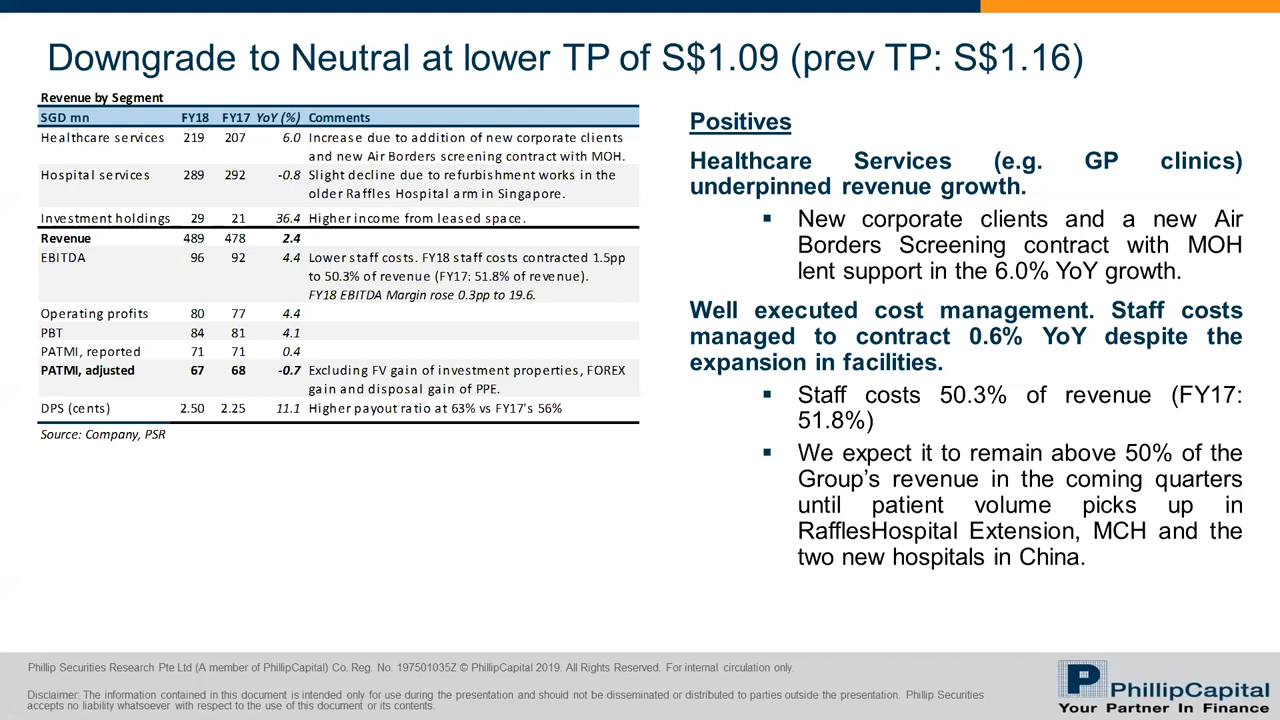 Downgrade to Neutral at lower TP of S$1.09 (prev TP: S$1.16)
Revenue by Segment
SGD mn FY18 FY17 YoY (%) Comments
Healthcare services 219 207 6.0 Increase due to addition of new corporate clients
and new Air Borders screening contract with MOH.
Hospital services 289 292 -0.8 Slight decline due to refurbishment works in the
older Raffles Hospital arm in Singapore.
Investment holdings 29 21 36.4 Higher income from leased space.
Revenue 489 478 2.4
EBITDA 96 92 4.4 Lower staff costs. FY18 staff costs contracted 1.5pp
to 50.3% of revenue (FY17: 51.8% of revenue).
FY18 EBITDA Margin rose 0.3pp to 19.6.
Operating profits 80 77 4.4
PBT 84 81 4.1
PATMI, reported 71 71 0.4
PATMI, adjusted 67 68 -0.7 Excluding FV gain of investment properties, FOREX
gain and disposal gain of PPE.
DPS (cents) 2.50 2.25 11.1 Higher payout ratio at 63% vs FY17's 56%
Source: Company, PSR
Positives
Healthcare Services (e.g. GP clinics)
underpinned revenue growth.
▪ New corporate clients and a new Air
Borders Screening contract with MOH
lent support in the 6.0% YoY growth.
Well executed cost management. Staff costs
managed to contract 0.6% YoY despite the
expansion in facilities.
▪ Staff costs 50.3% of revenue (FY17:
51.8%)
▪ We expect it to remain above 50% of the
Group’s revenue in the coming quarters
until patient volume picks up in
RafflesHospital Extension, MCH and the
two new hospitals in China.
Phillip Securities Research Pte Ltd (A member of PhillipCapital) Co. Reg. No. 197501035Z © PhillipCapital 2019. All Rights Reserved. For internal circulation only.
Disclaimer: The information contained in this document is intended only for use during the presentation and should not be disseminated or distributed to parties outside the presentation. Phillip Securities
accepts no liability whatsoever with respect to the use of this document or its contents.
P PhillipCapital
Your Partner In Finance